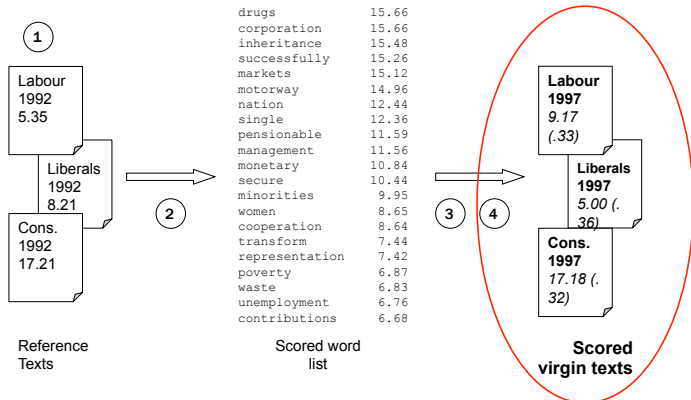 1
Labour
1992
5.35
Liberals
1992
8.21
Cons.
1992
17.21
Reference
Texts
2
drugs 15.66
corporation 15.66
inheritance 15.48
successfully 15.26
markets 15.12
motorway 14.96
nation 12.44
single 12.36
pensionable 11.59
management 11.56
monetary 10.84
secure 10.44
minorities 9.95
women 8.65
cooperation 8.64
transform 7.44
representation 7.42
poverty 6.87
waste 6.83
unemployment 6.76
contributions 6.68
Scored word
list
3 4
Labour
1997
9.17
(.33)
Liberals
1997
5.00 (.
36)
Cons.
1997
17.18 (.
32)
Scored
virgin texts